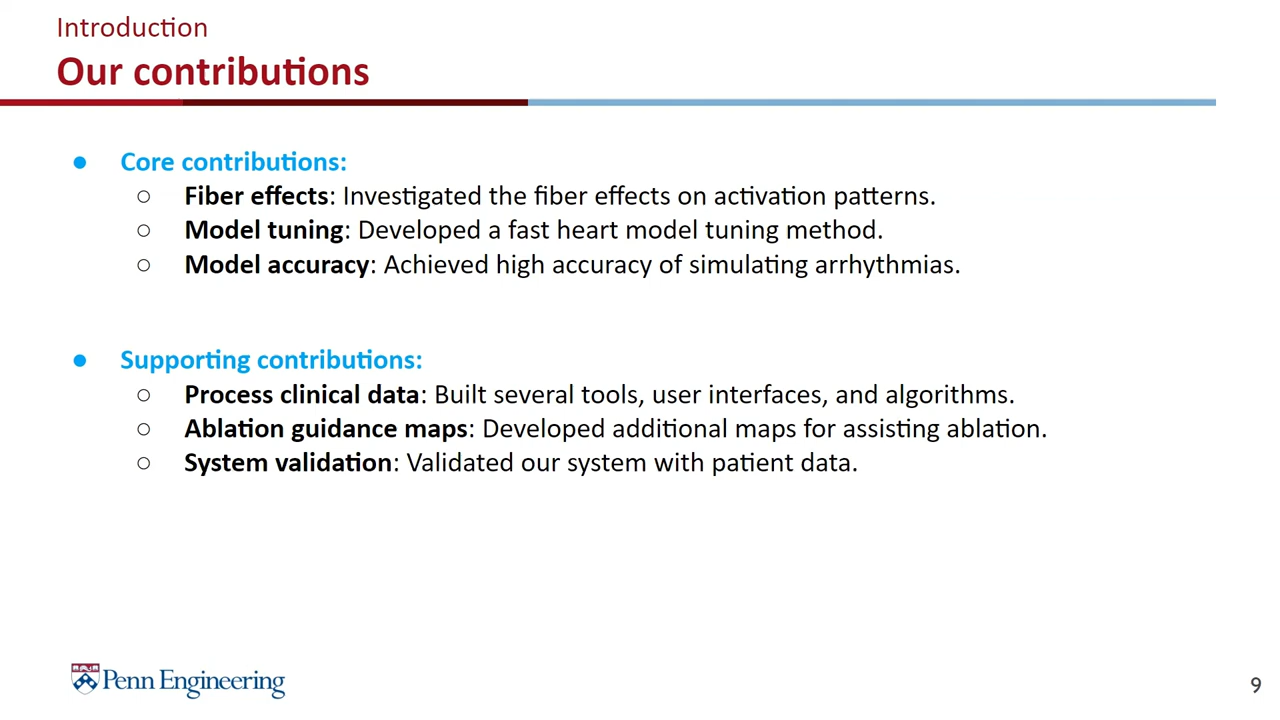 Introduction
Our contributions
● Core contributions:
○ Fiber effects: Investigated the fiber effects on activation patterns.
○ Model tuning: Developed a fast heart model tuning method.
○ Model accuracy: Achieved high accuracy of simulating arrhythmias.
● Supporting contributions:
○ Process clinical data: Built several tools, user interfaces, and algorithms.
○ Ablation guidance maps: Developed additional maps for assisting ablation.
○ System validation: Validated our system with patient data.
Penn Engineering
9